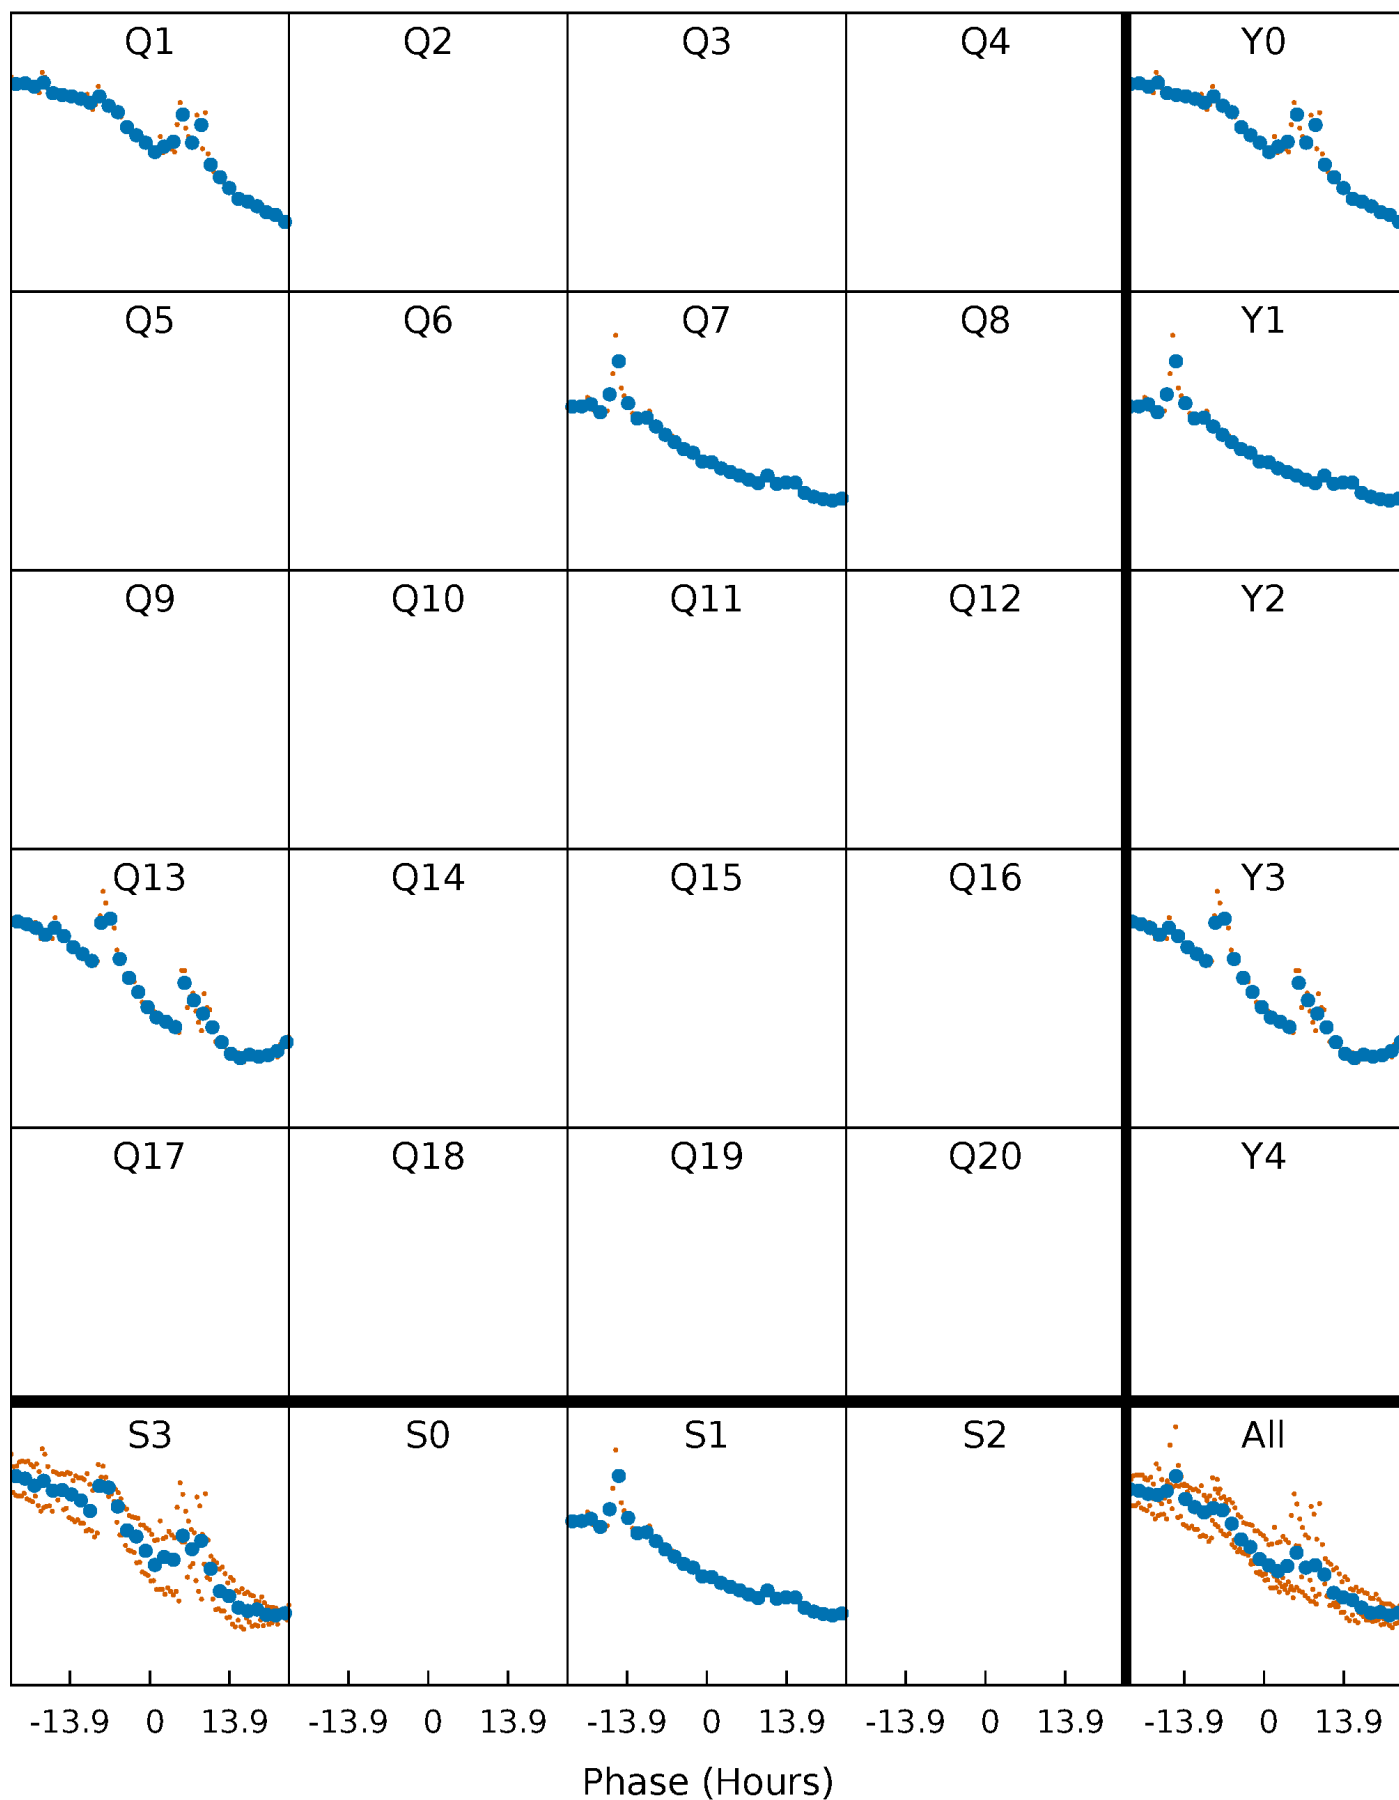 Q1 Q2 Q3 Q4 Y0
Q5 Q6 Q7 Q8 Y1
Q9 Q10 Q11 Q12 Y2
Q13 Q14 Q15 Q16 Y3
Q17 Q18 Q19 Q20 Y4
S3 S0 S1 S2 All
-13.9 0 13.9 -13.9 0 13.9 -13.9 0 13.9 -13.9 0 13.9 -13.9 0 13.9
Phase (Hours)